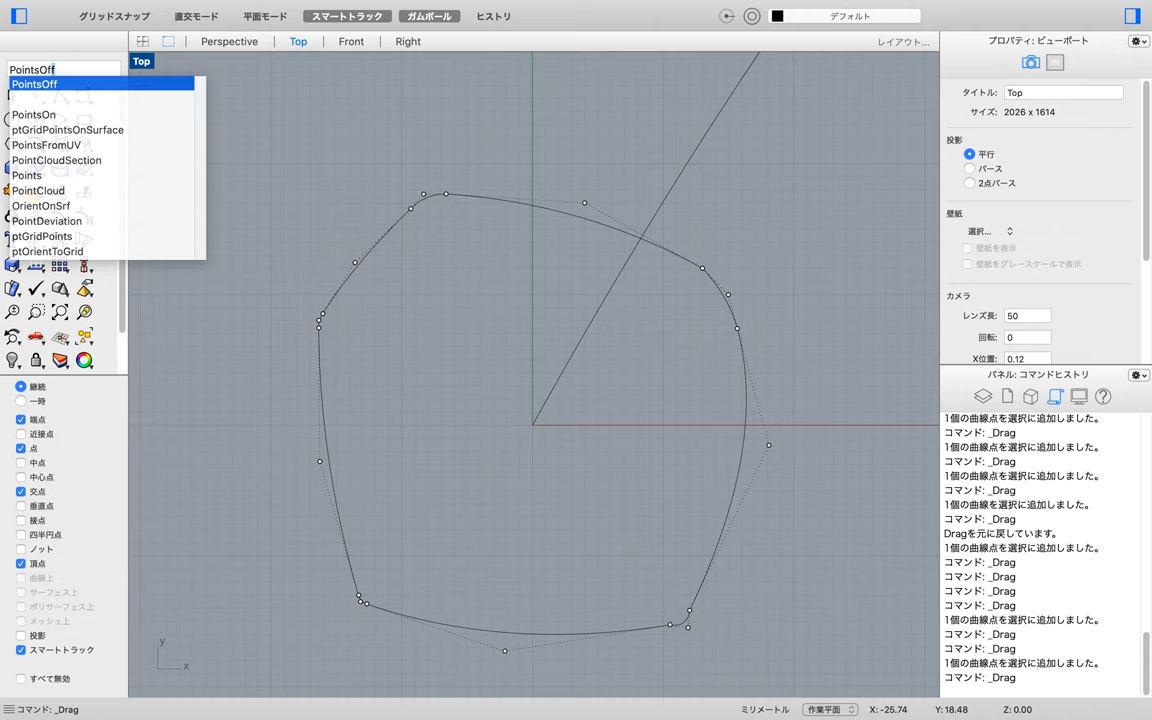 グリッドスナップ 直交モード 平面モード スマートトラック ガムボール ヒストリ デフォルト
Perspective Top Front Right レイアウト...
Top
PointsOff
PointsOff
PointsOn
ptGridPointsOnSurface
PointsFromUV
PointCloudSection
Points
PointCloud
OrientOnSrf
PointDeviation
ptGridPoints
ptOrientToGrid
継続
一時
端点
近接点
点
中点
中心点
交点
垂直点
接点
四半円点
ノット
頂点
曲線上
サーフェス上
ポリサーフェス上
メッシュ上
投影
スマートトラック
すべて無効
y
x
プロパティ: ビューポート
タイトル: Top
サイズ: 2026 x 1614
投影
平行
パース
2点パース
壁紙
選択...
壁紙を表示
壁紙をグレースケールで表示
カメラ
レンズ長: 50
回転: 0
X位置: 0.12
パネル: コマンドヒストリ
1個の曲線点を選択に追加しました。
コマンド: _Drag
1個の曲線点を選択に追加しました。
コマンド: _Drag
1個の曲線点を選択に追加しました。
コマンド: _Drag
1個の曲線を選択に追加しました。
コマンド: _Drag
Dragを元に戻しています。
1個の曲線点を選択に追加しました。
コマンド: _Drag
コマンド: _Drag
コマンド: _Drag
コマンド: _Drag
1個の曲線点を選択に追加しました。
コマンド: _Drag
コマンド: _Drag
1個の曲線点を選択に追加しました。
コマンド: _Drag
コマンド: _Drag ミリメートル 作業平面 X: -25.74 Y: 18.48 Z: 0.00